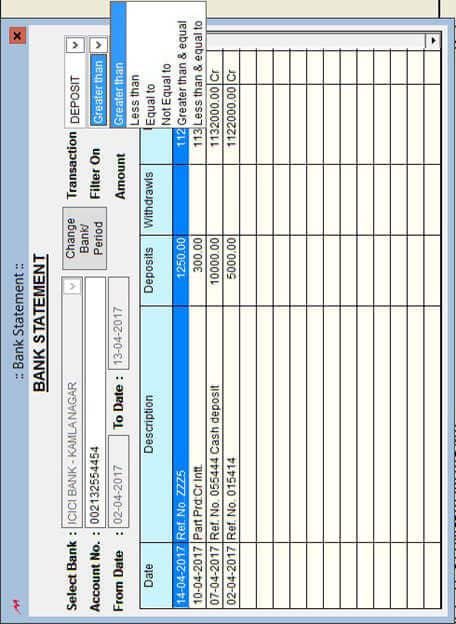 :: Bank Statement ::
BANK STATEMENT
Select Bank : ICICI BANK - KAMLA NAGAR
Change Bank/ Period
Transaction DEPOSIT
Account No. : 002132554454
Filter On Greater than
From Date : 02-04-2017 To Date : 13-04-2017
Amount
Greater than
Less than
Equal to
Not Equal to
Greater than & equal
Less than & equal to
Date Description Deposits Withdrawls
14-04-2017 Ref. No. ZZZ5 1250.00 112
10-04-2017 Part Prd:Cr Intt. 300.00 113
07-04-2017 Ref. No. 055444 Cash deposit 10000.00 1132000.00 Cr
02-04-2017 Ref. No. 015414 5000.00 1122000.00 Cr